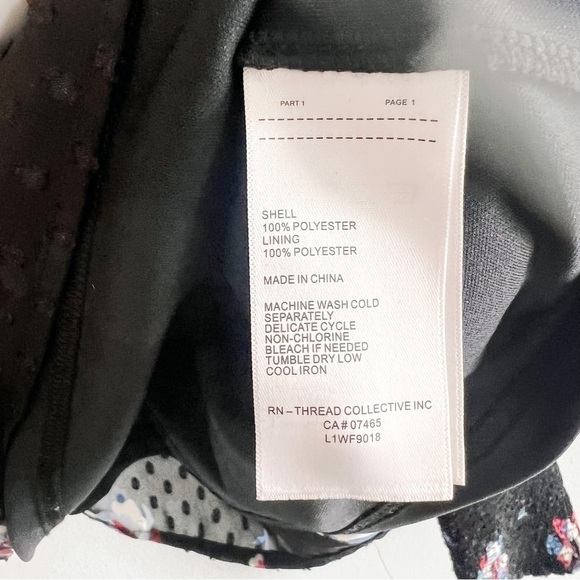 PART 1 PAGE 1
SHELL
100% POLYESTER
LINING
100% POLYESTER
MADE IN CHINA
MACHINE WASH COLD
SEPARATELY
DELICATE CYCLE
NON-CHLORINE
BLEACH IF NEEDED
TUMBLE DRY LOW
COOL IRON
RN – THREAD COLLECTIVE INC
CA # 07465
L1WF9018